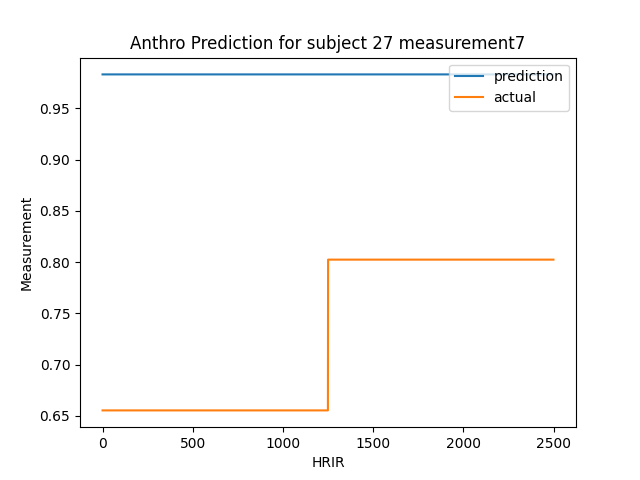 Anthro Prediction for subject 27 measurement7
prediction
actual
0.95
0.90
0.85
0.80
0.75
0.70
0.65
Measurement
0
500
1000
1500
2000
2500
HRIR